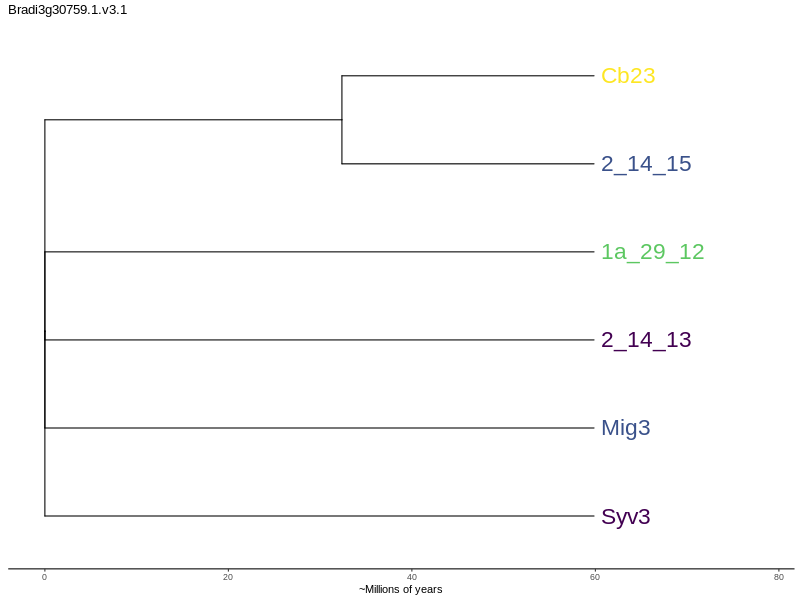 Bradi3g30759.1.v3.1
Cb23
2_14_15
1a_29_12
2_14_13
Mig3
Syv3
0 20 40 60 80
~Millions of years